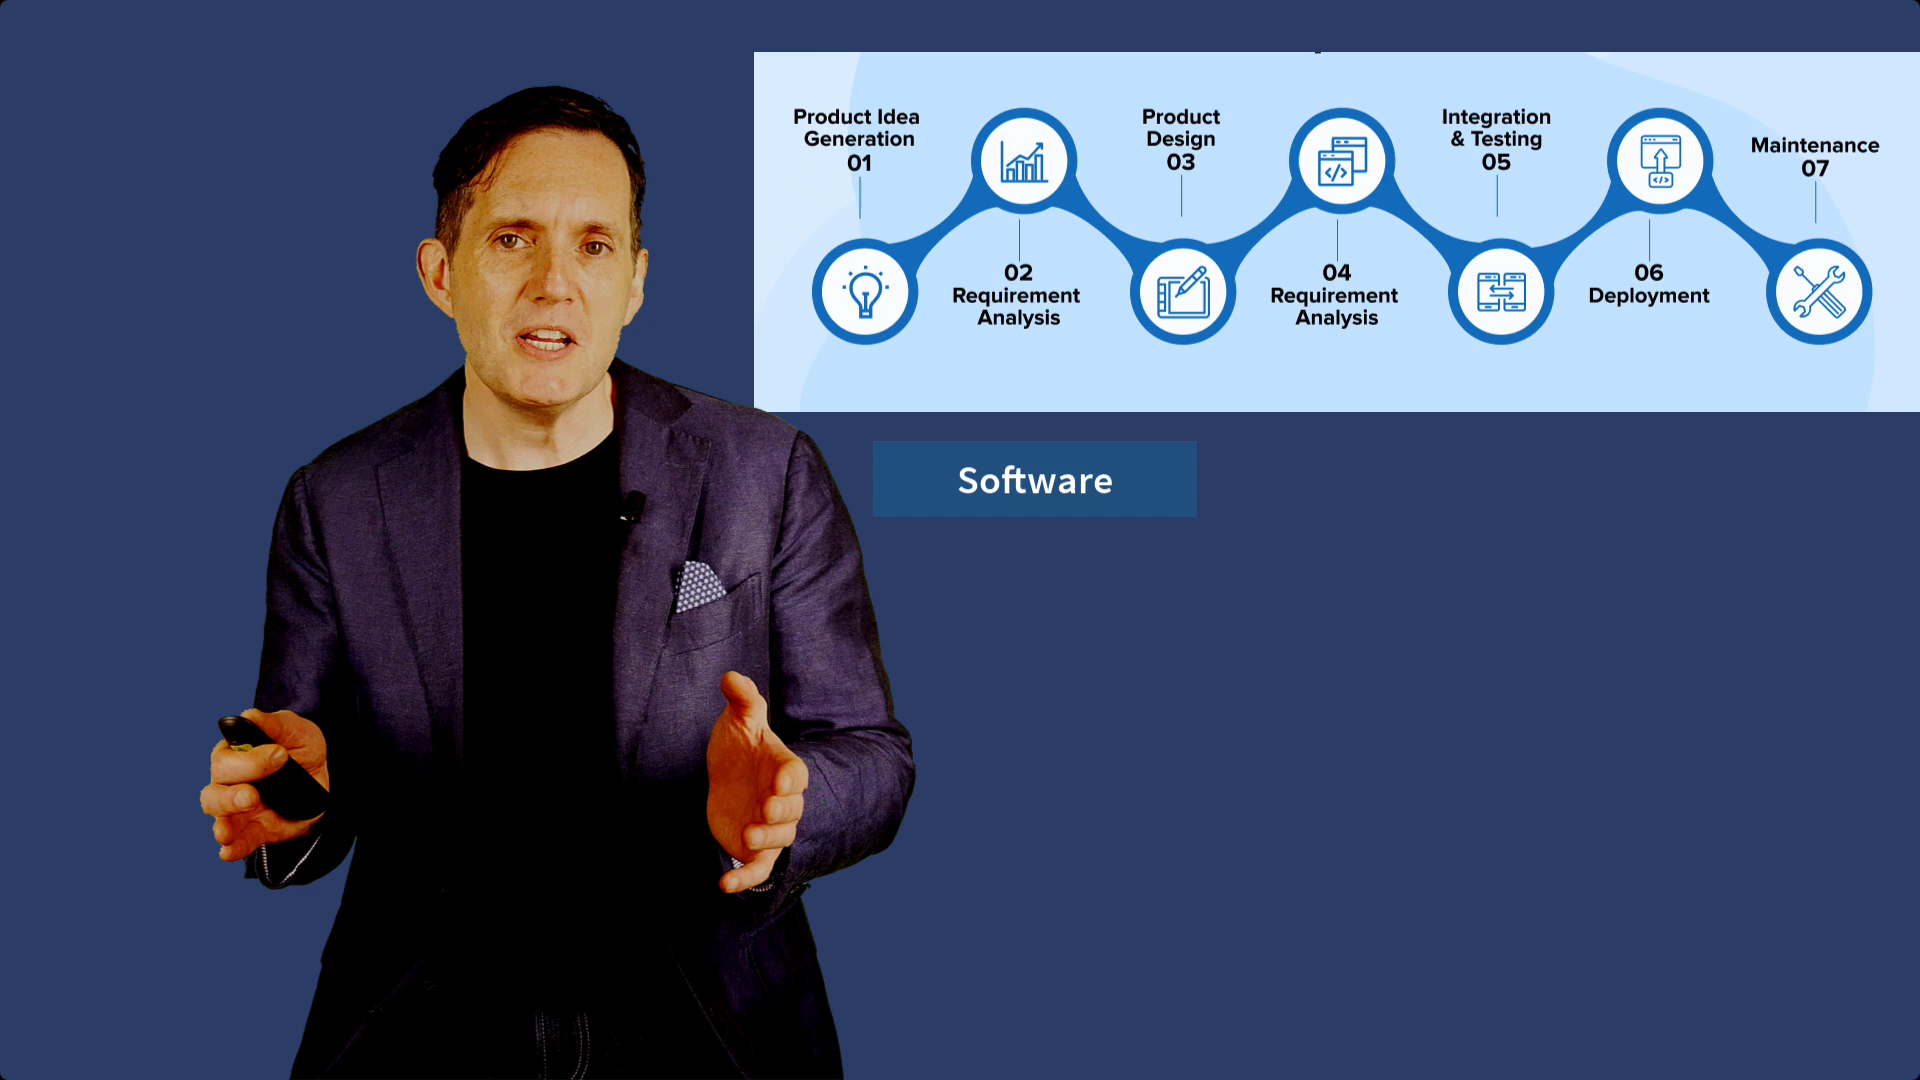 Product Idea
Generation
01
02
Requirement
Analysis
Product
Design
03
04
Requirement
Analysis
Integration
& Testing
05
06
Deployment
Maintenance
07
Software